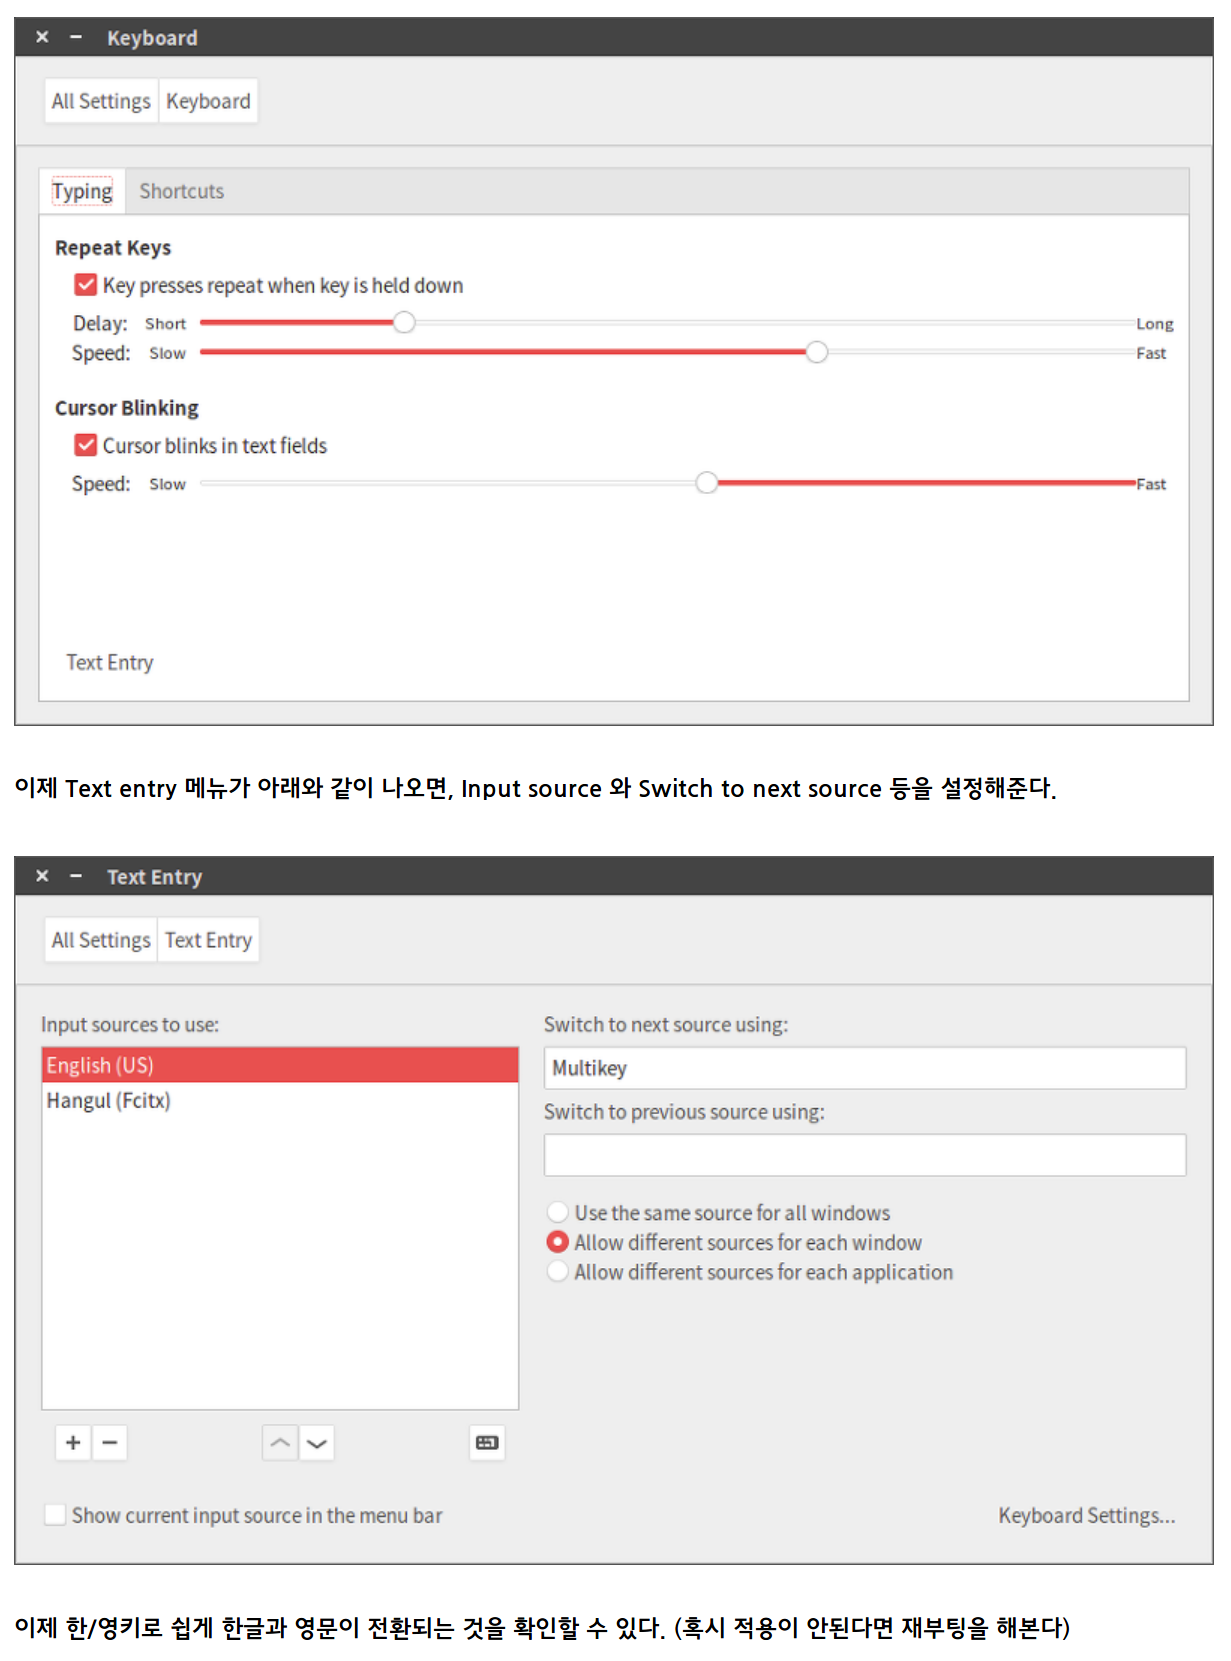 Keyboard
All Settings Keyboard
Typing Shortcuts
Repeat Keys
Key presses repeat when key is held down
Delay: Short Long
Speed: Slow Fast
Cursor Blinking
Cursor blinks in text fields
Speed: Slow Fast
Text Entry
이제 Text entry 메뉴가 아래와 같이 나오면, Input source 와 Switch to next source 등을 설정해준다.
Text Entry
All Settings Text Entry
Input sources to use:
English (US)
Hangul (Fcitx)
Switch to next source using:
Multikey
Switch to previous source using:
Use the same source for all windows
Allow different sources for each window
Allow different sources for each application
Show current input source in the menu bar
Keyboard Settings...
이제 한/영키로 쉽게 한글과 영문이 전환되는 것을 확인할 수 있다. (혹시 적용이 안된다면 재부팅을 해본다)